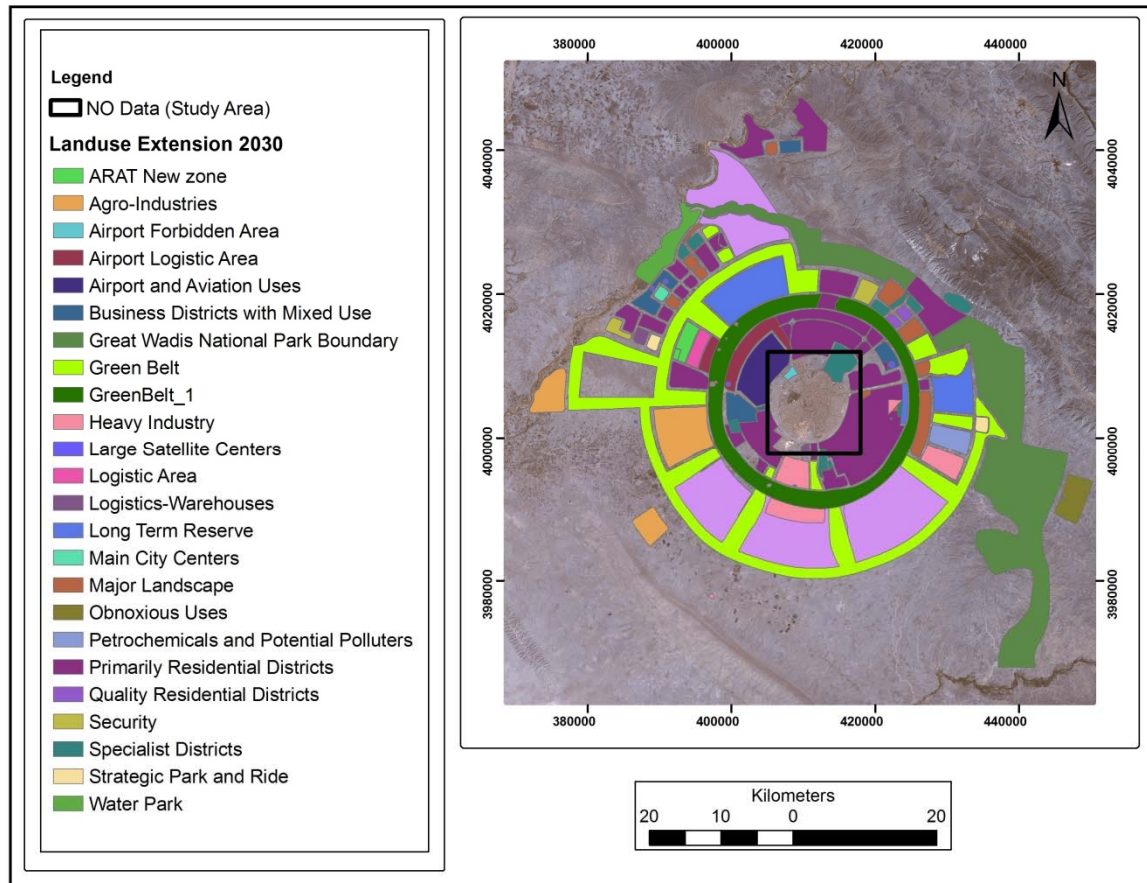 Legend
NO Data (Study Area)
Landuse Extension 2030
ARAT New zone
Agro-Industries
Airport Forbidden Area
Airport Logistic Area
Airport and Aviation Uses
Business Districts with Mixed Use
Great Wadis National Park Boundary
Green Belt
GreenBelt_1
Heavy Industry
Large Satellite Centers
Logistic Area
Logistics-Warehouses
Long Term Reserve
Main City Centers
Major Landscape
Obnoxious Uses
Petrochemicals and Potential Polluters
Primarily Residential Districts
Quality Residential Districts
Security
Specialist Districts
Strategic Park and Ride
Water Park
380000 400000 420000 440000
N
4040000 4040000
4020000 4020000
4000000 4000000
3980000 3980000
380000 400000 420000 440000
Kilometers
20 10 0 20